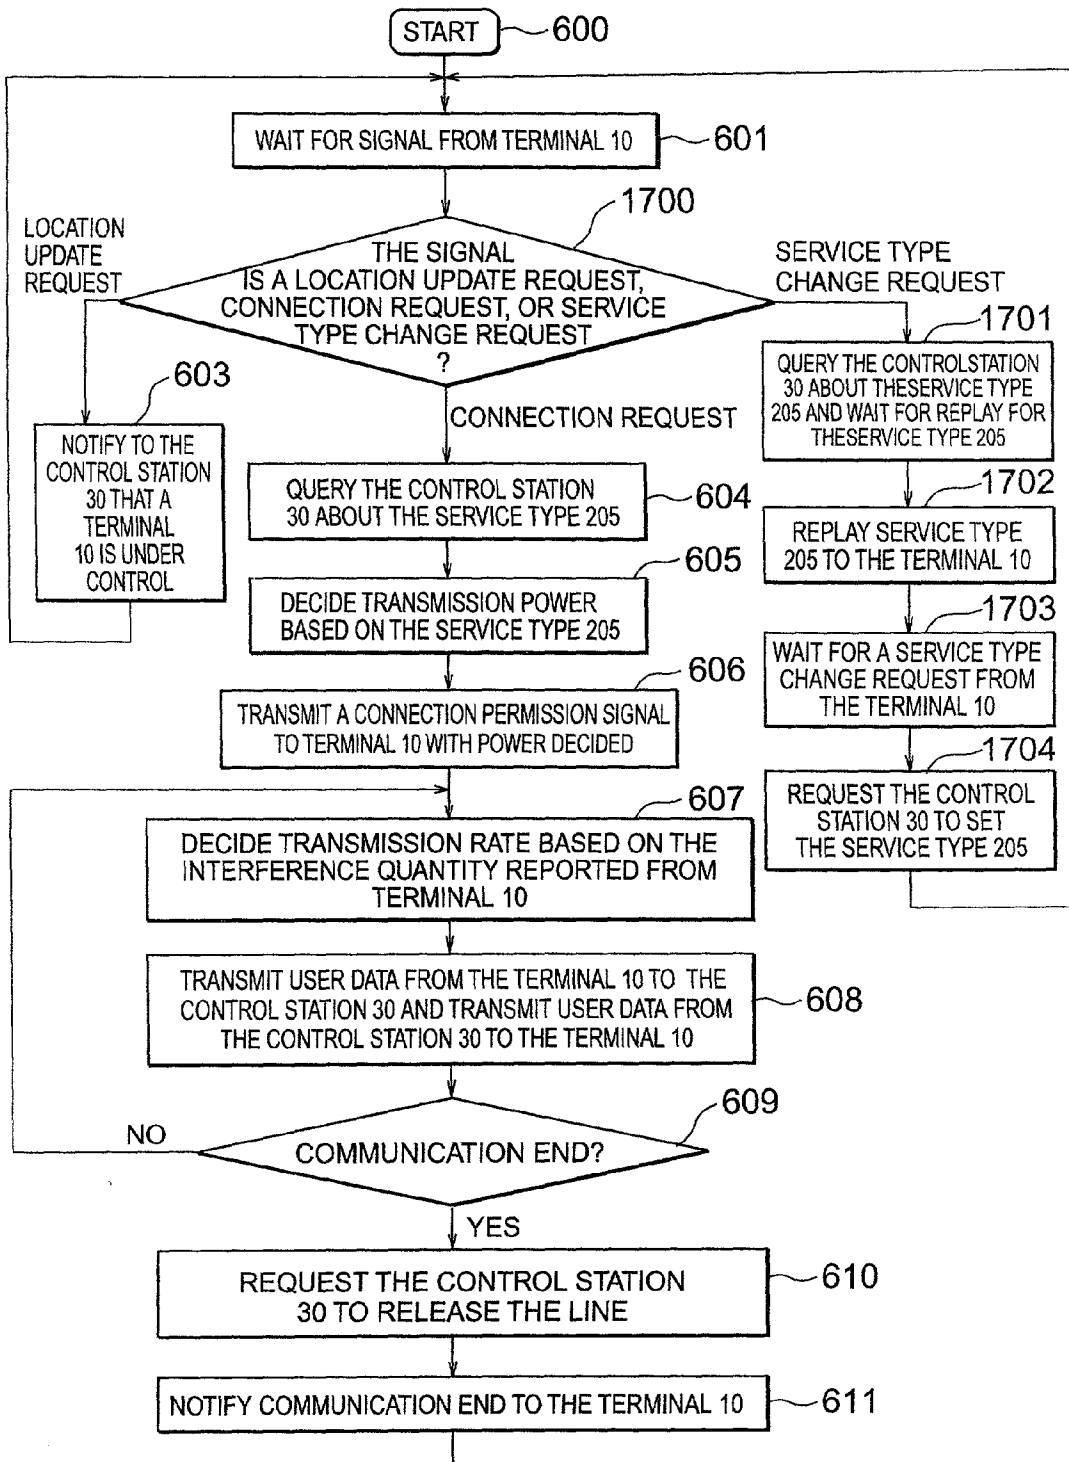 START
600
WAIT FOR SIGNAL FROM TERMINAL 10
601
1700
LOCATION
UPDATE
REQUEST
THE SIGNAL
IS A LOCATION UPDATE REQUEST,
CONNECTION REQUEST, OR SERVICE
TYPE CHANGE REQUEST
?
SERVICE TYPE
CHANGE REQUEST
603
NOTIFY TO THE
CONTROL STATION
30 THAT A
TERMINAL
10 IS UNDER
CONTROL
CONNECTION REQUEST
1701
QUERY THE CONTROLSTATION
30 ABOUT THESERVICE TYPE
205 AND WAIT FOR REPLAY FOR
THESERVICE TYPE 205
QUERY THE CONTROL STATION
30 ABOUT THE SERVICE TYPE 205
604
1702
REPLAY SERVICE TYPE
205 TO THE TERMINAL 10
605
DECIDE TRANSMISSION POWER
BASED ON THE SERVICE TYPE 205
1703
WAIT FOR A SERVICE TYPE
CHANGE REQUEST FROM
THE TERMINAL 10
606
TRANSMIT A CONNECTION PERMISSION SIGNAL
TO TERMINAL 10 WITH POWER DECIDED
1704
REQUEST THE CONTROL
STATION 30 TO SET
THE SERVICE TYPE 205
607
DECIDE TRANSMISSION RATE BASED ON THE
INTERFERENCE QUANTITY REPORTED FROM
TERMINAL 10
TRANSMIT USER DATA FROM THE TERMINAL 10 TO THE
CONTROL STATION 30 AND TRANSMIT USER DATA FROM
THE CONTROL STATION 30 TO THE TERMINAL 10
608
609
NO
COMMUNICATION END?
YES
REQUEST THE CONTROL STATION
30 TO RELEASE THE LINE
610
NOTIFY COMMUNICATION END TO THE TERMINAL 10
611